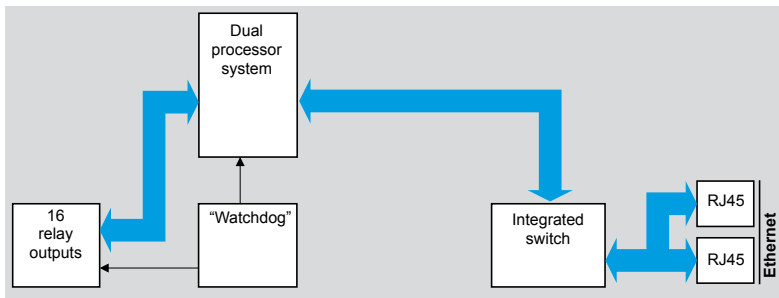 Dual
processor
system
16
relay
outputs
“Watchdog”
Integrated
switch
RJ45
RJ45
Ethernet